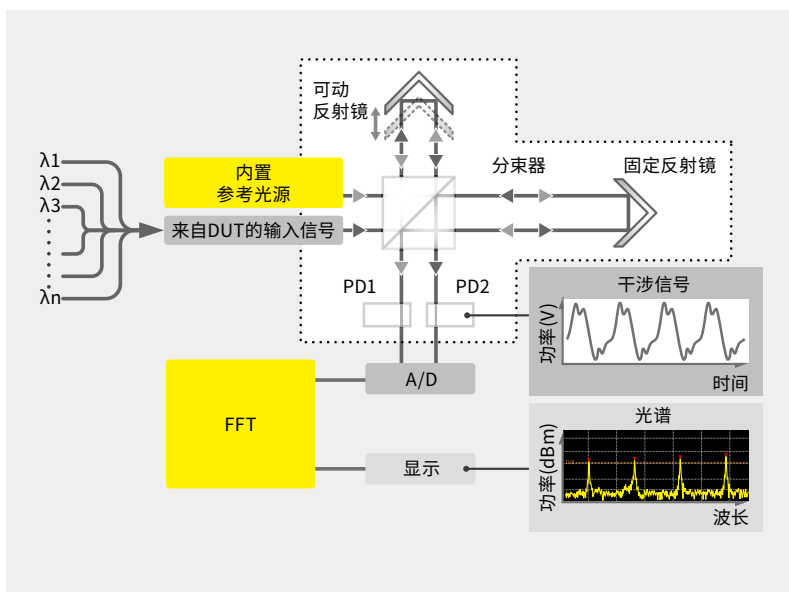 可动
反射镜
分束器
固定反射镜
λ1
λ2
λ3
λn
内置
参考光源
来自DUT的输入信号
PD1
PD2
干涉信号
功率(V)
时间
A/D
FFT
显示
光谱
功率(dBm)
波长